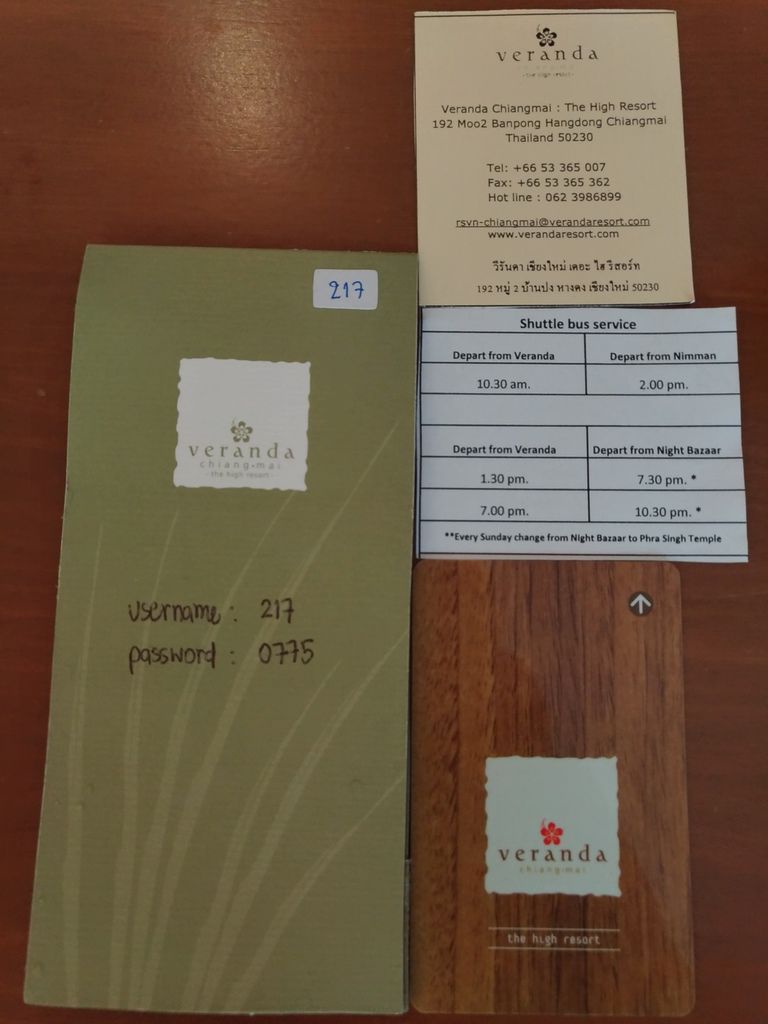 veranda
- the high resort -
Veranda Chiangmai : The High Resort
192 Moo2 Banpong Hangdong Chiangmai
Thailand 50230
Tel: +66 53 365 007
Fax: +66 53 365 362
Hot line : 062 3986899
rsvn-chiangmai@verandaresort.com
www.verandaresort.com
วีรันดา เชียงใหม่ เดอะ ไฮ รีสอร์ท
192 หมู่ 2 บ้านปง หางดง เชียงใหม่ 50230
217
veranda
chiang·mai
- the high resort -
username : 217
password : 0775
Shuttle bus service
Depart from Veranda Depart from Nimman
10.30 am. 2.00 pm.
Depart from Veranda Depart from Night Bazaar
1.30 pm. 7.30 pm. *
7.00 pm. 10.30 pm. *
**Every Sunday change from Night Bazaar to Phra Singh Temple
veranda
chiang·mai
the high resort